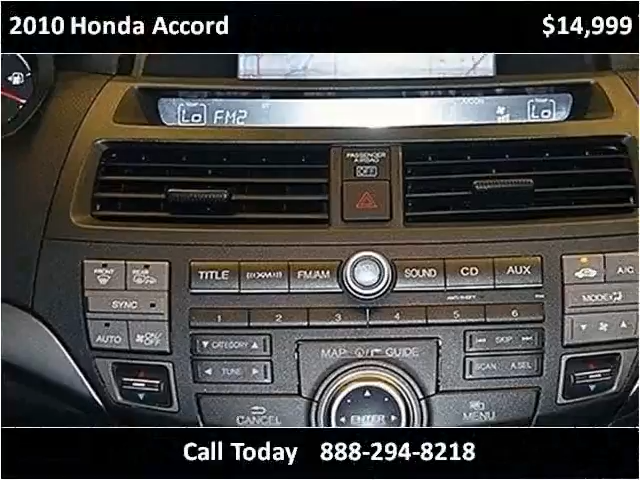 2010 Honda Accord $14,999
Lo FM2 Lo
PASSENGER
AIRBAG
OFF
FRONT REAR TITLE FM/AM SOUND CD AUX A/C
SYNC MODE
1 2 3 4 5 6
AUTO CATEGORY SKIP
TUNE SCAN A.SEL
MAP GUIDE
CANCEL ENTER MENU
Call Today 888-294-8218